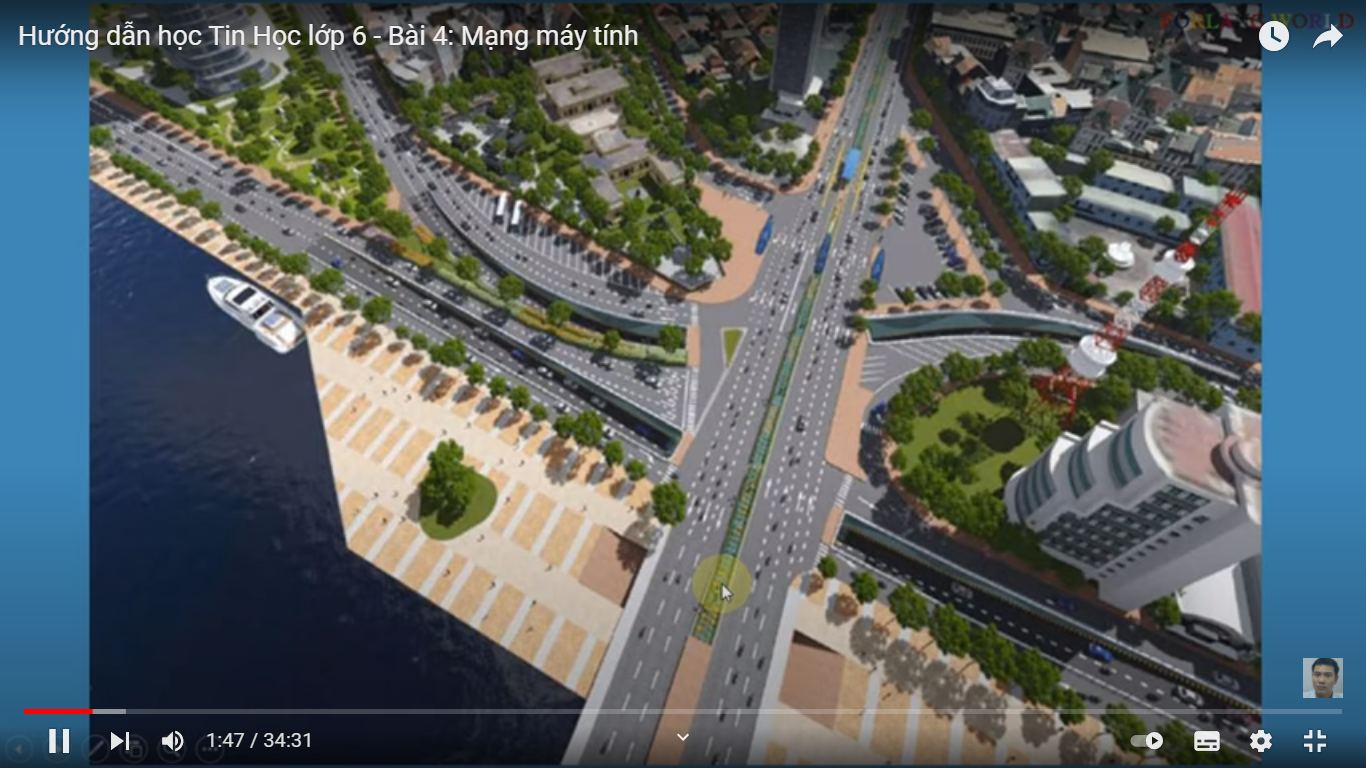 Hướng dẫn học Tin Học lớp 6 - Bài 4: Mạng máy tính
1:47 / 34:31